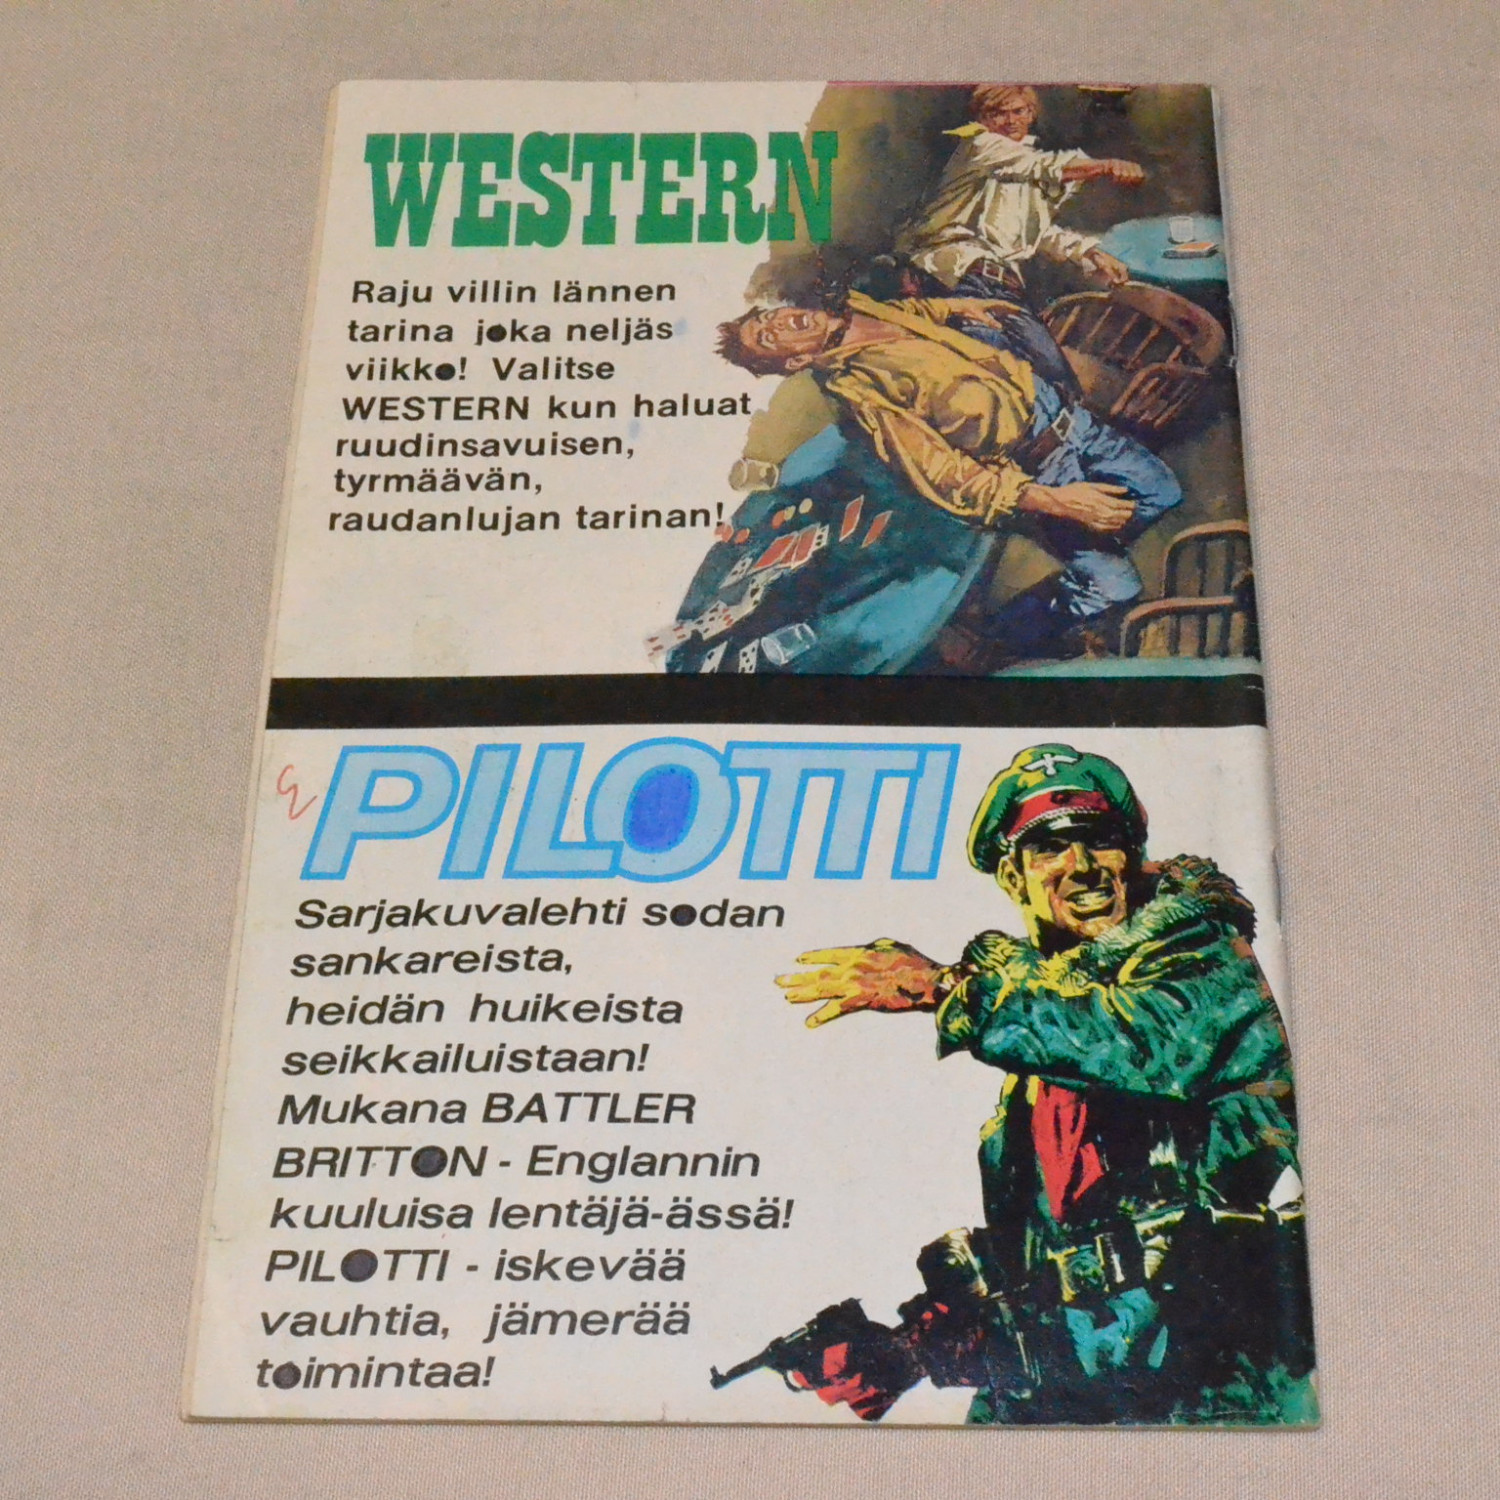 WESTERN
Raju villin lännen
tarina joka neljäs
viikko! Valitse
WESTERN kun haluat
ruudinsavuisen,
tyrmäävän,
raudanlujan tarinan!
PILOTTI
Sarjakuvalehti sodan
sankareista,
heidän huikeista
seikkailuistaan!
Mukana BATTLER
BRITTON - Englannin
kuuluisa lentäjä-ässä!
PILOTTI - iskevää
vauhtia, jämerää
toimintaa!